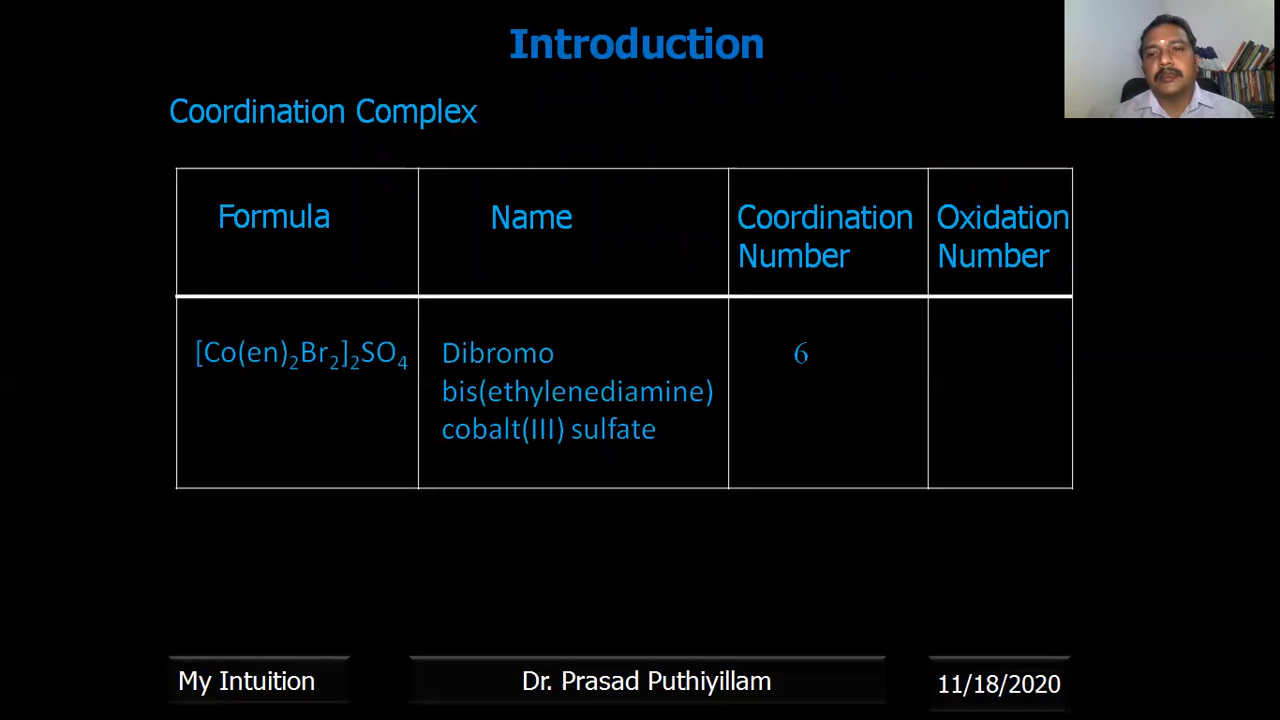 Introduction
Coordination Complex
Formula
Name
Coordination
Number
Oxidation
Number
[Co(en)₂Br₂]₂SO₄
Dibromo
bis(ethylenediamine)
cobalt(III) sulfate
6
My Intuition
Dr. Prasad Puthiyillam
11/18/2020